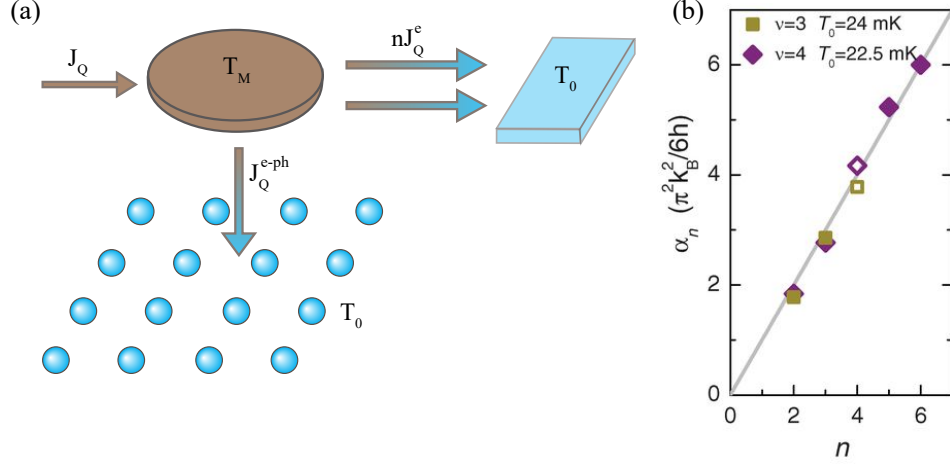 (a)
J_Q
T_M
nJ_Q^e
T_0
J_Q^e-ph
T_0
(b)
ν=3 T_0=24 mK
ν=4 T_0=22.5 mK
α_n (π²k_B²/6h)
6
4
2
0
0 2 4 6
n